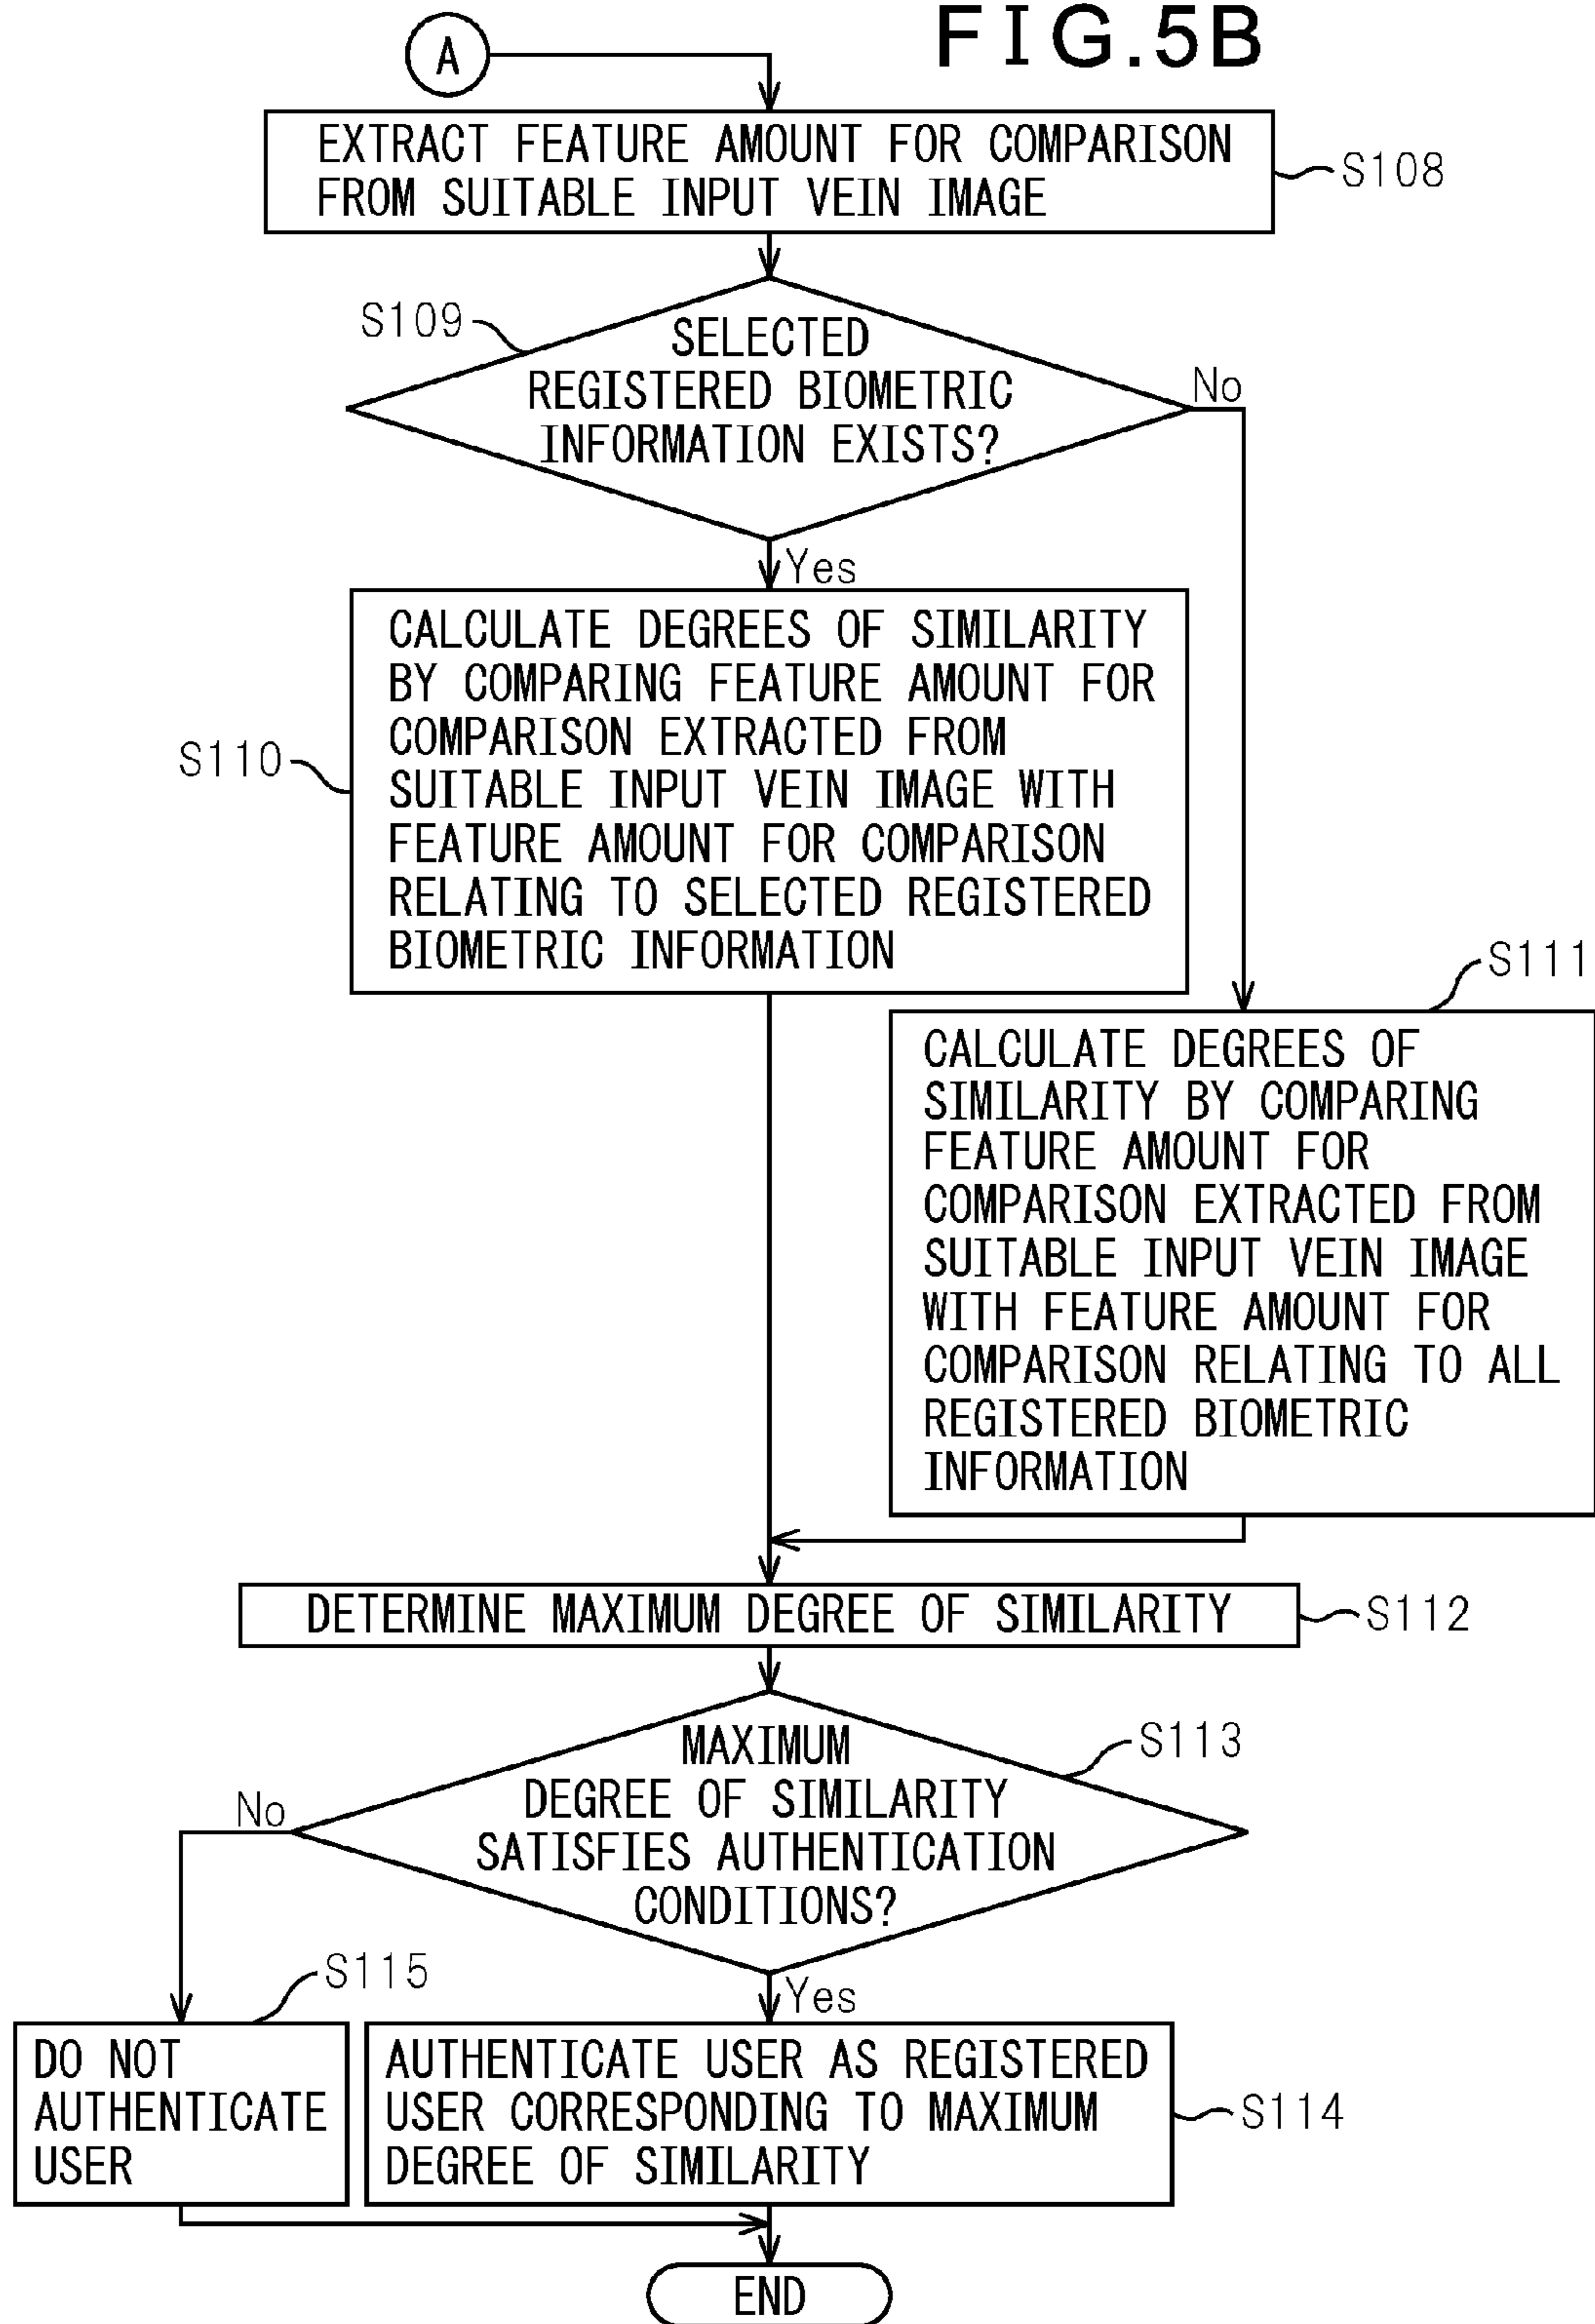 FIG.5B
A
EXTRACT FEATURE AMOUNT FOR COMPARISON
FROM SUITABLE INPUT VEIN IMAGE
S108
S109
SELECTED
REGISTERED BIOMETRIC
INFORMATION EXISTS?
No
Yes
CALCULATE DEGREES OF SIMILARITY
BY COMPARING FEATURE AMOUNT FOR
COMPARISON EXTRACTED FROM
SUITABLE INPUT VEIN IMAGE WITH
FEATURE AMOUNT FOR COMPARISON
RELATING TO SELECTED REGISTERED
BIOMETRIC INFORMATION
S110
S111
CALCULATE DEGREES OF
SIMILARITY BY COMPARING
FEATURE AMOUNT FOR
COMPARISON EXTRACTED FROM
SUITABLE INPUT VEIN IMAGE
WITH FEATURE AMOUNT FOR
COMPARISON RELATING TO ALL
REGISTERED BIOMETRIC
INFORMATION
DETERMINE MAXIMUM DEGREE OF SIMILARITY
S112
S113
MAXIMUM
DEGREE OF SIMILARITY
SATISFIES AUTHENTICATION
CONDITIONS?
No
Yes
S115
DO NOT
AUTHENTICATE
USER
AUTHENTICATE USER AS REGISTERED
USER CORRESPONDING TO MAXIMUM
DEGREE OF SIMILARITY
S114
END